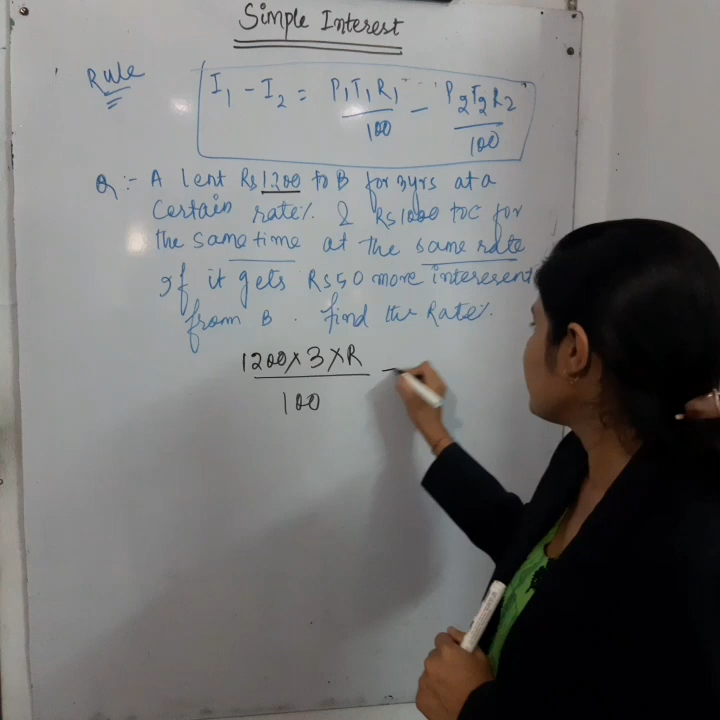 Simple Interest
Rule
I₁ - I₂ = P₁T₁R₁/100 - P₂T₂R₂/100
Q :- A lent Rs 1200 to B for 3yrs at a
Certain rate% & Rs 1000 to C for
the same time at the same rate
If it gets Rs 50 more interesent
from B . find the Rate%.
1200 x 3 x R / 100 -